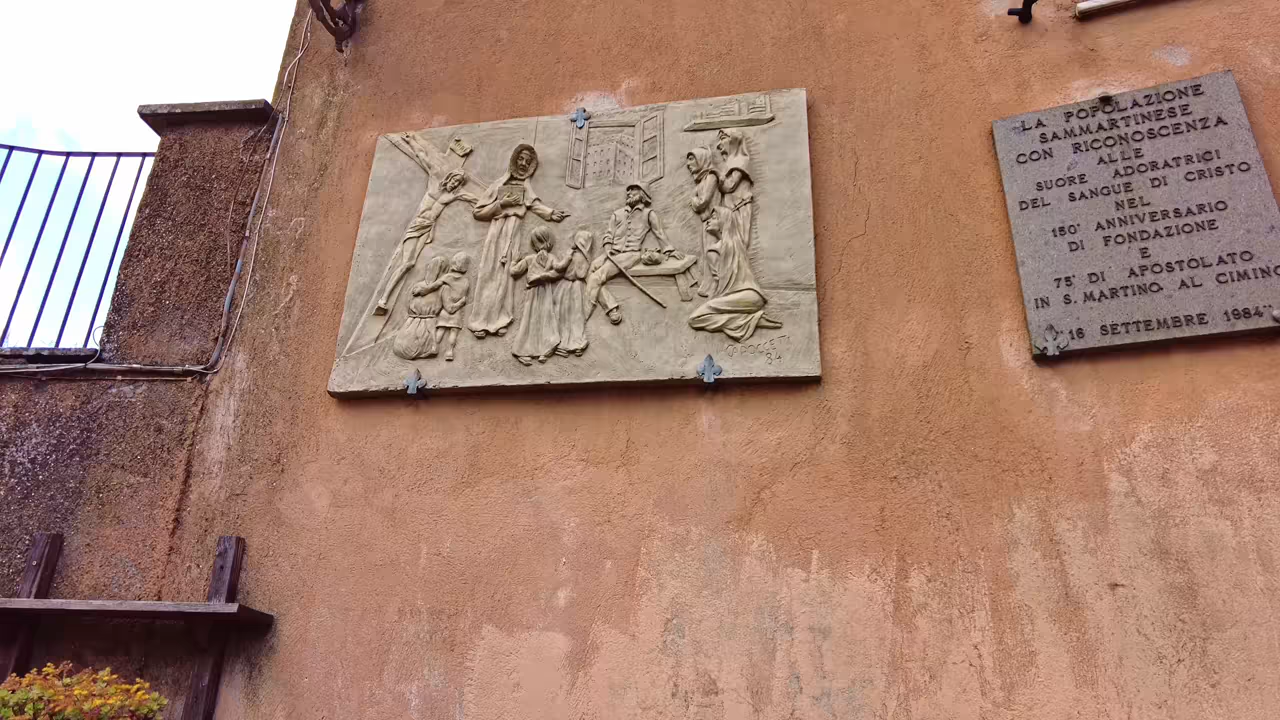 LA POPOLAZIONE
SAMMARTINESE
CON RICONOSCENZA
ALLE
SUORE ADORATRICI
DEL SANGUE DI CRISTO
NEL
150° ANNIVERSARIO
DI FONDAZIONE
E
75° DI APOSTOLATO
IN S. MARTINO AL CIMINO
16 SETTEMBRE 1984"
84